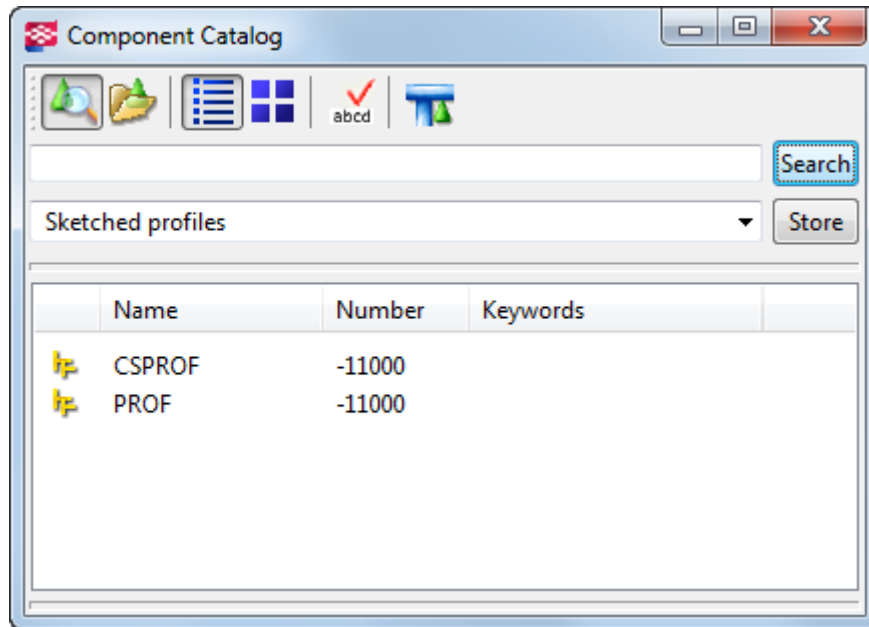 Component Catalog
abcd
Search
Sketched profiles
Store
Name Number Keywords
CSPROF -11000
PROF -11000